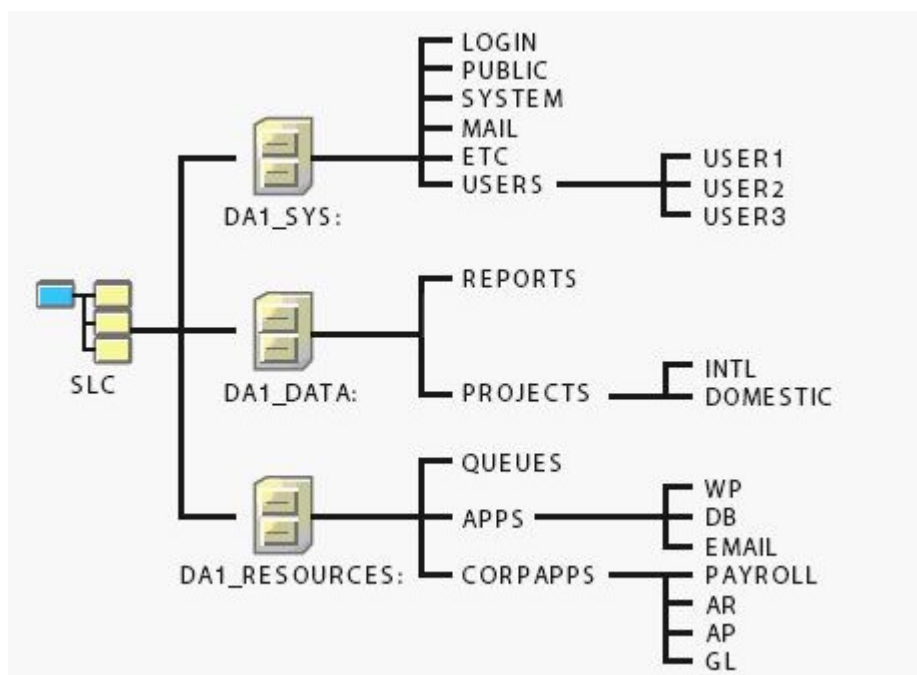 LOGIN
PUBLIC
SYSTEM
MAIL
ETC
USERS
USER1
USER2
USER3
DA1_SYS:
SLC
REPORTS
DA1_DATA:
PROJECTS
INTL
DOMESTIC
QUEUES
APPS
WP
DB
EMAIL
DA1_RESOURCES:
CORPAPPS
PAYROLL
AR
AP
GL